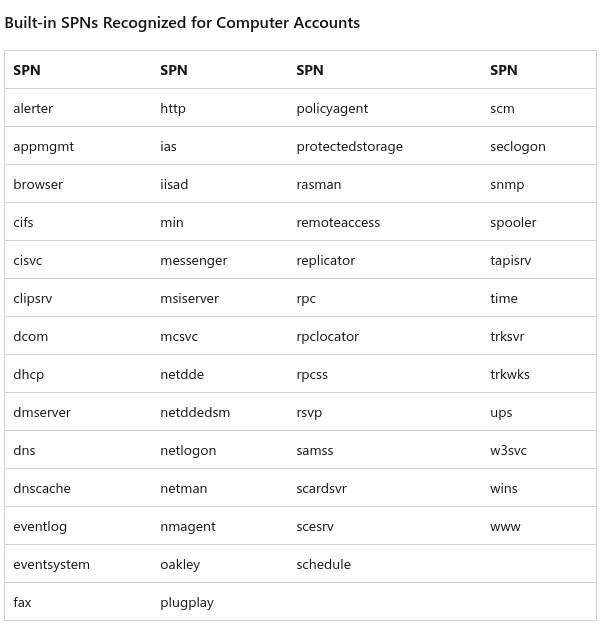 Built-in SPNs Recognized for Computer Accounts
SPN SPN SPN SPN
alerter http policyagent scm
appmgmt ias protectedstorage seclogon
browser iisad rasman snmp
cifs min remoteaccess spooler
cisvc messenger replicator tapisrv
clipsrv msiserver rpc time
dcom mcsvc rpclocator trksvr
dhcp netdde rpcss trkwks
dmserver netddedsm rsvp ups
dns netlogon samss w3svc
dnscache netman scardsvr wins
eventlog nmagent scesrv www
eventsystem oakley schedule
fax plugplay